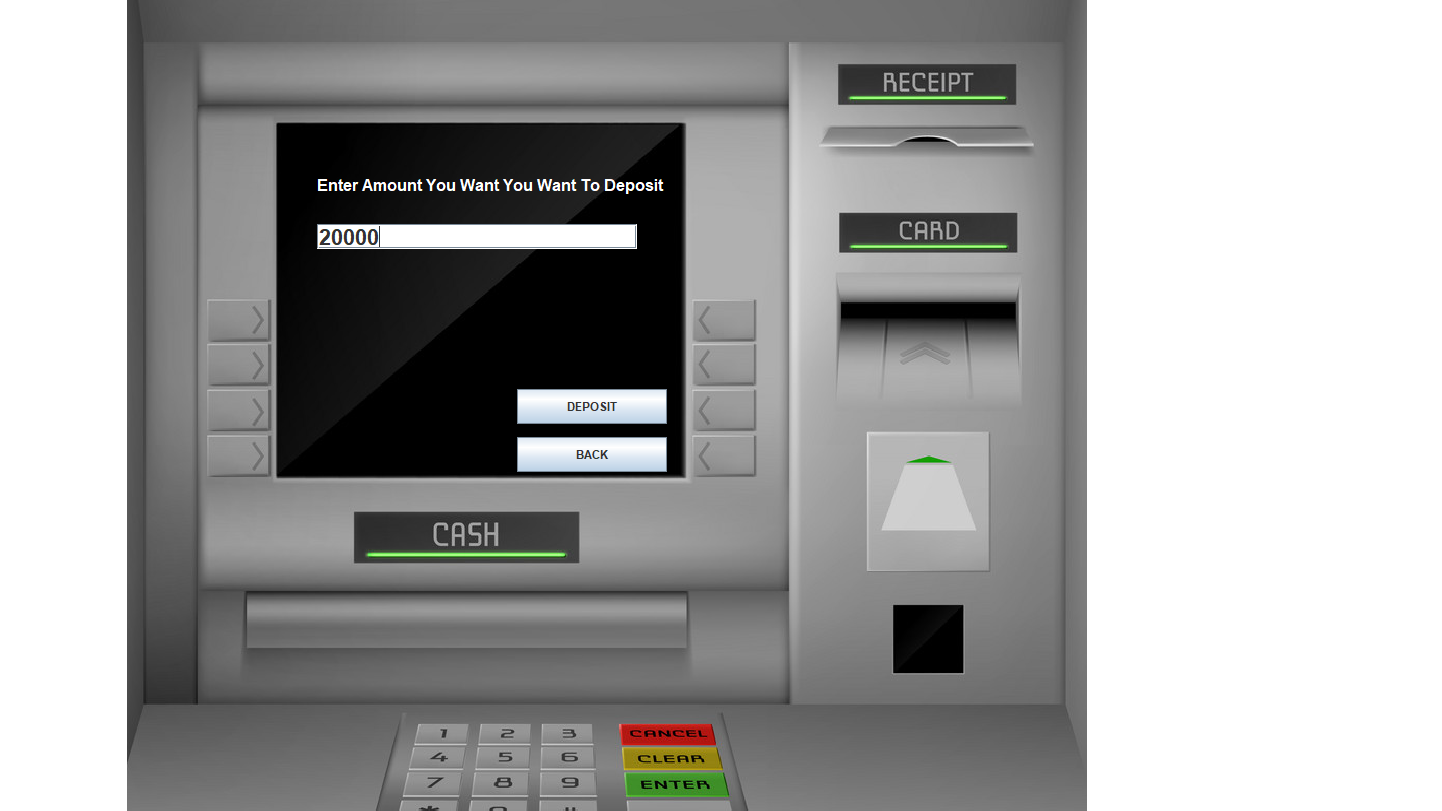 RECEIPT
Enter Amount You Want You Want To Deposit
20000
CARD
DEPOSIT
BACK
CASH
1 2 3 CANCEL
4 5 6 CLEAR
7 8 9 ENTER